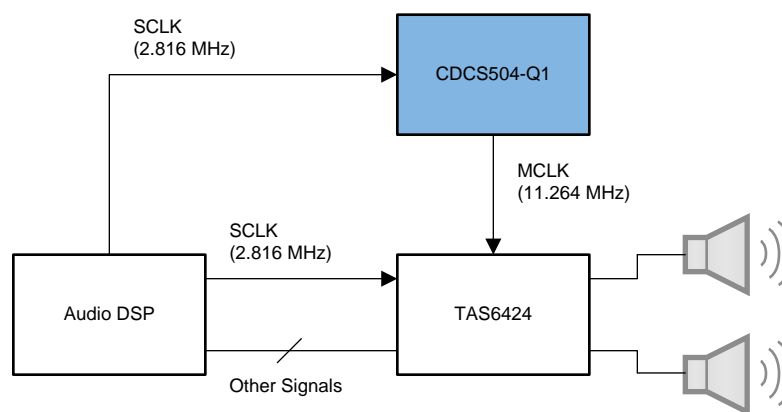 SCLK
(2.816 MHz)
CDCS504-Q1
MCLK
(11.264 MHz)
SCLK
(2.816 MHz)
Audio DSP
TAS6424
Other Signals